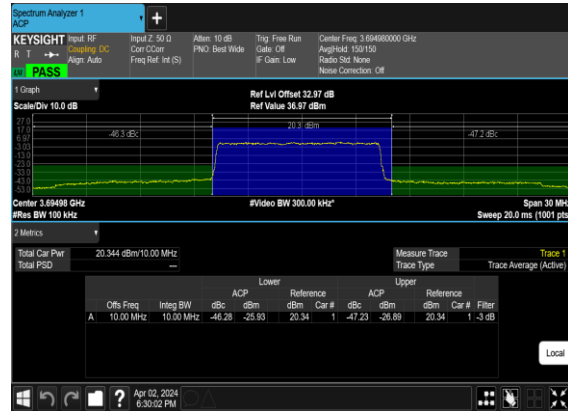 Spectrum Analyzer 1
ACP
KEYSIGHT Input: RF Input Z: 50 Ω Atten: 10 dB Trig: Free Run Center Freq: 3.694980000 GHz
R T Coupling: DC Corr CCorr PNO: Best Wide Gate: Off Avg|Hold: 150/150
Align: Auto Freq Ref: Int (S) IF Gain: Low Radio Std: None
LW PASS Noise Correction: Off
1 Graph Ref Lvl Offset 32.97 dB
Scale/Div 10.0 dB Ref Value 36.97 dBm
27.0
17.0 20.3 dBm
6.97 -46.3 dBc -47.2 dBc
-3.03
-13.0
-23.0
-33.0
-43.0
-53.0
Center 3.69498 GHz #Video BW 300.00 kHz* Span 30 MHz
#Res BW 100 kHz Sweep 20.0 ms (1001 pts
2 Metrics
Total Car Pwr 20.344 dBm/10.00 MHz Measure Trace Trace 1
Total PSD --- Trace Type Trace Average (Active)
Lower Upper
ACP Reference ACP Reference
Offs Freq Integ BW dBc dBm dBm Car # dBc dBm dBm Car # Filter
A 10.00 MHz 10.00 MHz -46.28 -25.93 20.34 1 -47.23 -26.89 20.34 1 -3 dB
Local
? Apr 02, 2024
6:30:02 PM